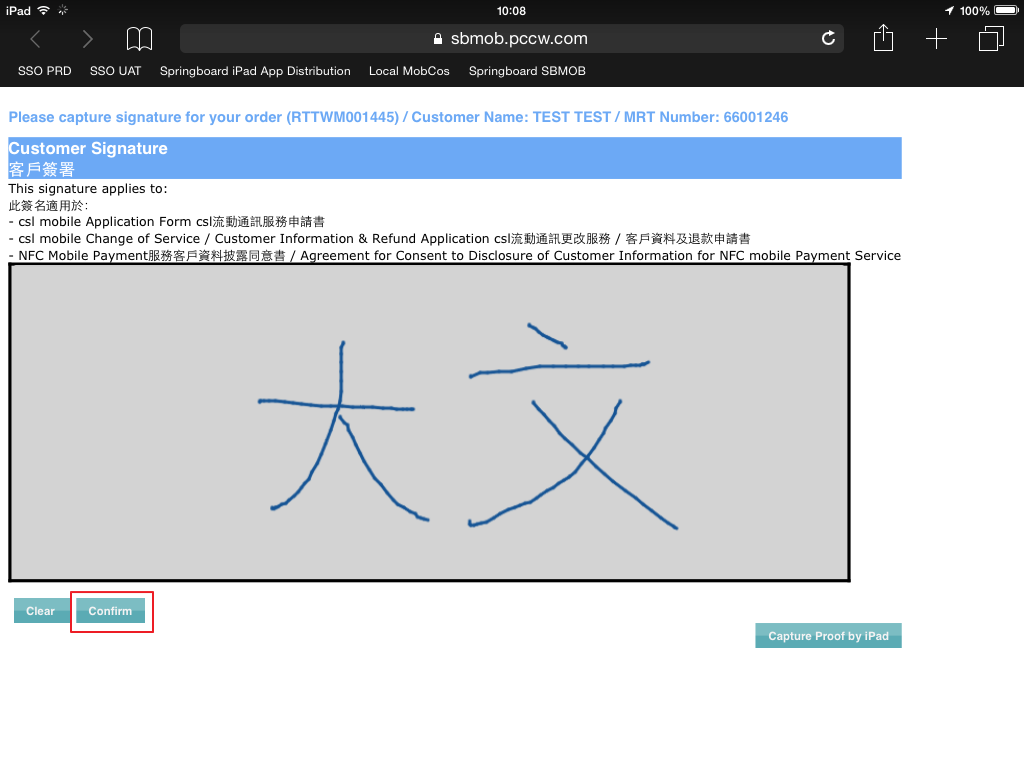 iPad 10:08 100%
sbmob.pccw.com
SSO PRD SSO UAT Springboard iPad App Distribution Local MobCos Springboard SBMOB
Please capture signature for your order (RTTWM001445) / Customer Name: TEST TEST / MRT Number: 66001246
Customer Signature
客戶簽署
This signature applies to:
此簽名適用於:
- csl mobile Application Form csl流動通訊服務申請書
- csl mobile Change of Service / Customer Information & Refund Application csl流動通訊更改服務 / 客戶資料及退款申請書
- NFC Mobile Payment服務客戶資料披露同意書 / Agreement for Consent to Disclosure of Customer Information for NFC mobile Payment Service
大文
Clear Confirm
Capture Proof by iPad